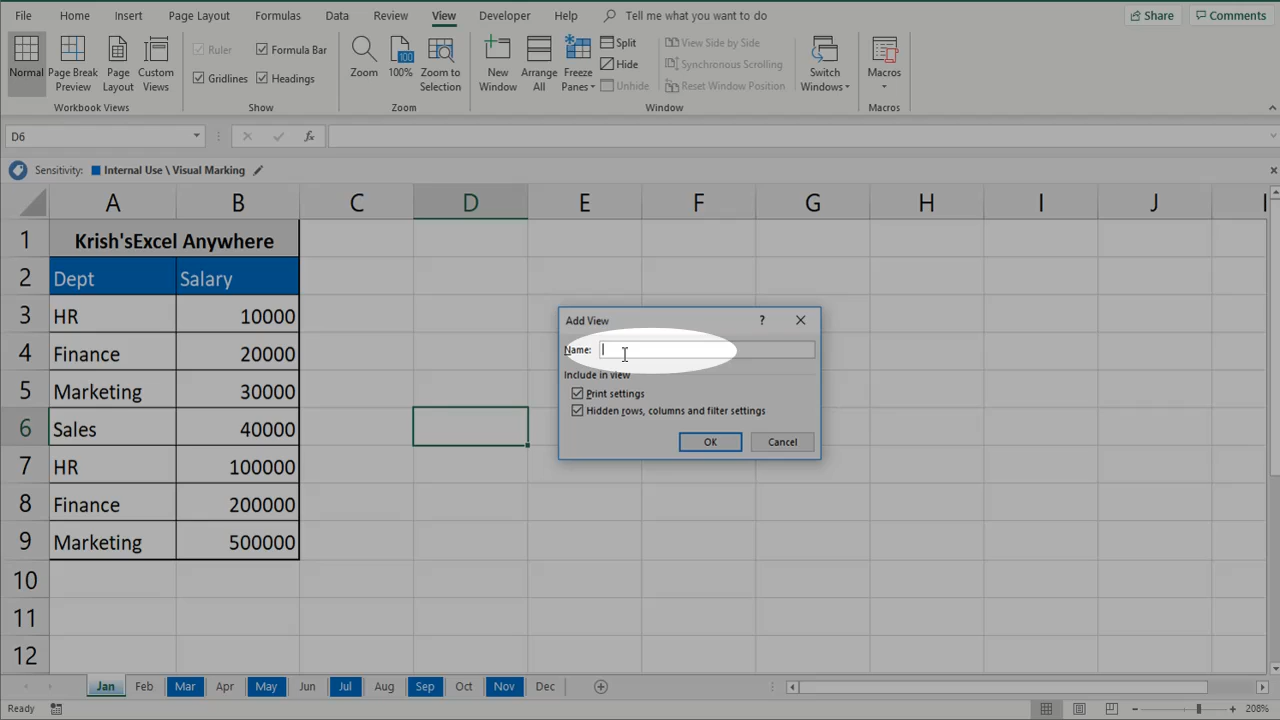 File Home Insert Page Layout Formulas Data Review View Developer Help Tell me what you want to do Share Comments
Normal Page Break Preview Page Layout Custom Views
Ruler Formula Bar
Gridlines Headings
Zoom 100% Zoom to Selection
New Window Arrange All Freeze Panes
Split
Hide
Unhide
View Side by Side
Synchronous Scrolling
Reset Window Position
Switch Windows
Macros
Workbook Views Show Zoom Window Macros
D6 fx
Sensitivity: Internal Use \ Visual Marking
A B C D E F G H I J
1 Krish'sExcel Anywhere
2 Dept Salary
3 HR 10000
4 Finance 20000
5 Marketing 30000
6 Sales 40000
7 HR 100000
8 Finance 200000
9 Marketing 500000
10
11
12
Add View ?
Name:
Include in view
Print settings
Hidden rows, columns and filter settings
OK Cancel
Jan Feb Mar Apr May Jun Jul Aug Sep Oct Nov Dec
Ready 208%